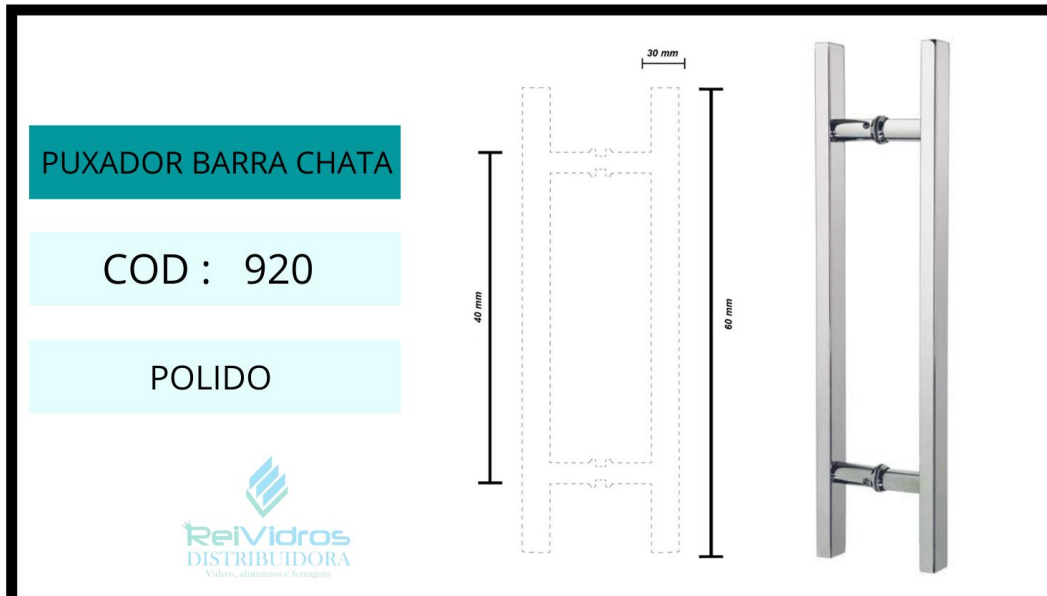 PUXADOR BARRA CHATA
COD : 920
POLIDO
ReiVidros
DISTRIBUIDORA
Vidros, alumínios e ferragens
30 mm
40 mm
60 mm